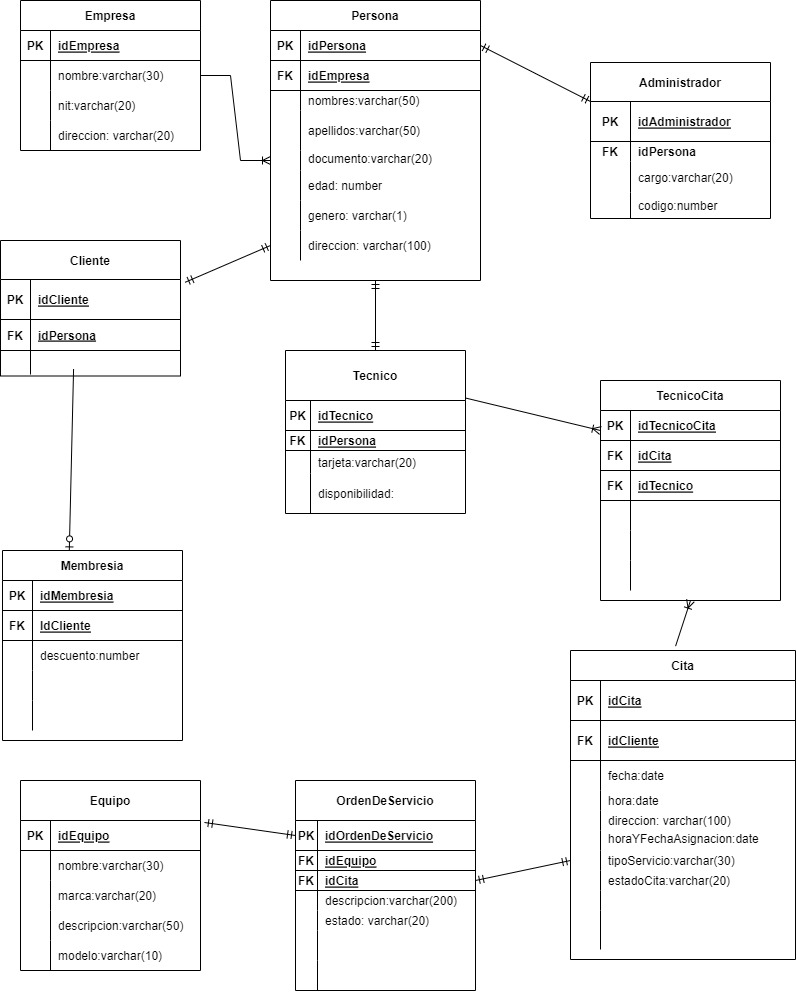 Empresa
PK idEmpresa
nombre:varchar(30)
nit:varchar(20)
direccion: varchar(20)
Persona
PK idPersona
FK idEmpresa
nombres:varchar(50)
apellidos:varchar(50)
documento:varchar(20)
edad: number
genero: varchar(1)
direccion: varchar(100)
Administrador
PK idAdministrador
FK idPersona
cargo:varchar(20)
codigo:number
Cliente
PK idCliente
FK idPersona
Tecnico
PK idTecnico
FK idPersona
tarjeta:varchar(20)
disponibilidad:
TecnicoCita
PK idTecnicoCita
FK idCita
FK idTecnico
Membresia
PK idMembresia
FK IdCliente
descuento:number
Cita
PK idCita
FK idCliente
fecha:date
hora:date
direccion: varchar(100)
horaYFechaAsignacion:date
tipoServicio:varchar(30)
estadoCita:varchar(20)
Equipo
PK idEquipo
nombre:varchar(30)
marca:varchar(20)
descripcion:varchar(50)
modelo:varchar(10)
OrdenDeServicio
PK idOrdenDeServicio
FK idEquipo
FK idCita
descripcion:varchar(200)
estado: varchar(20)